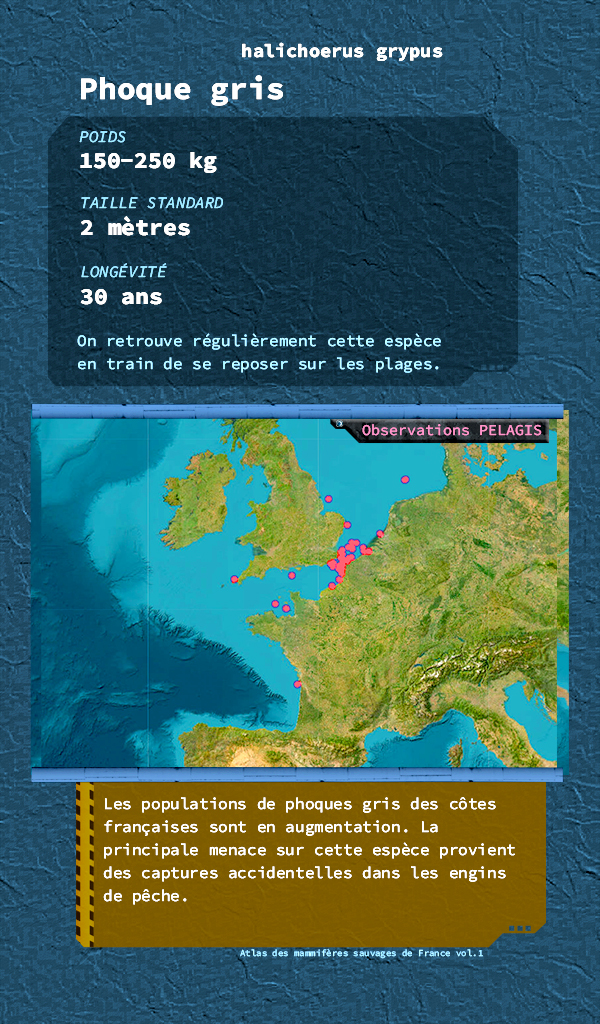 halichoerus grypus
Phoque gris
POIDS
150-250 kg
TAILLE STANDARD
2 mètres
LONGÉVITÉ
30 ans
On retrouve régulièrement cette espèce
en train de se reposer sur les plages.
Observations PELAGIS
Les populations de phoques gris des côtes
françaises sont en augmentation. La
principale menace sur cette espèce provient
des captures accidentelles dans les engins
de pêche.
Atlas des mammifères sauvages de France vol.1